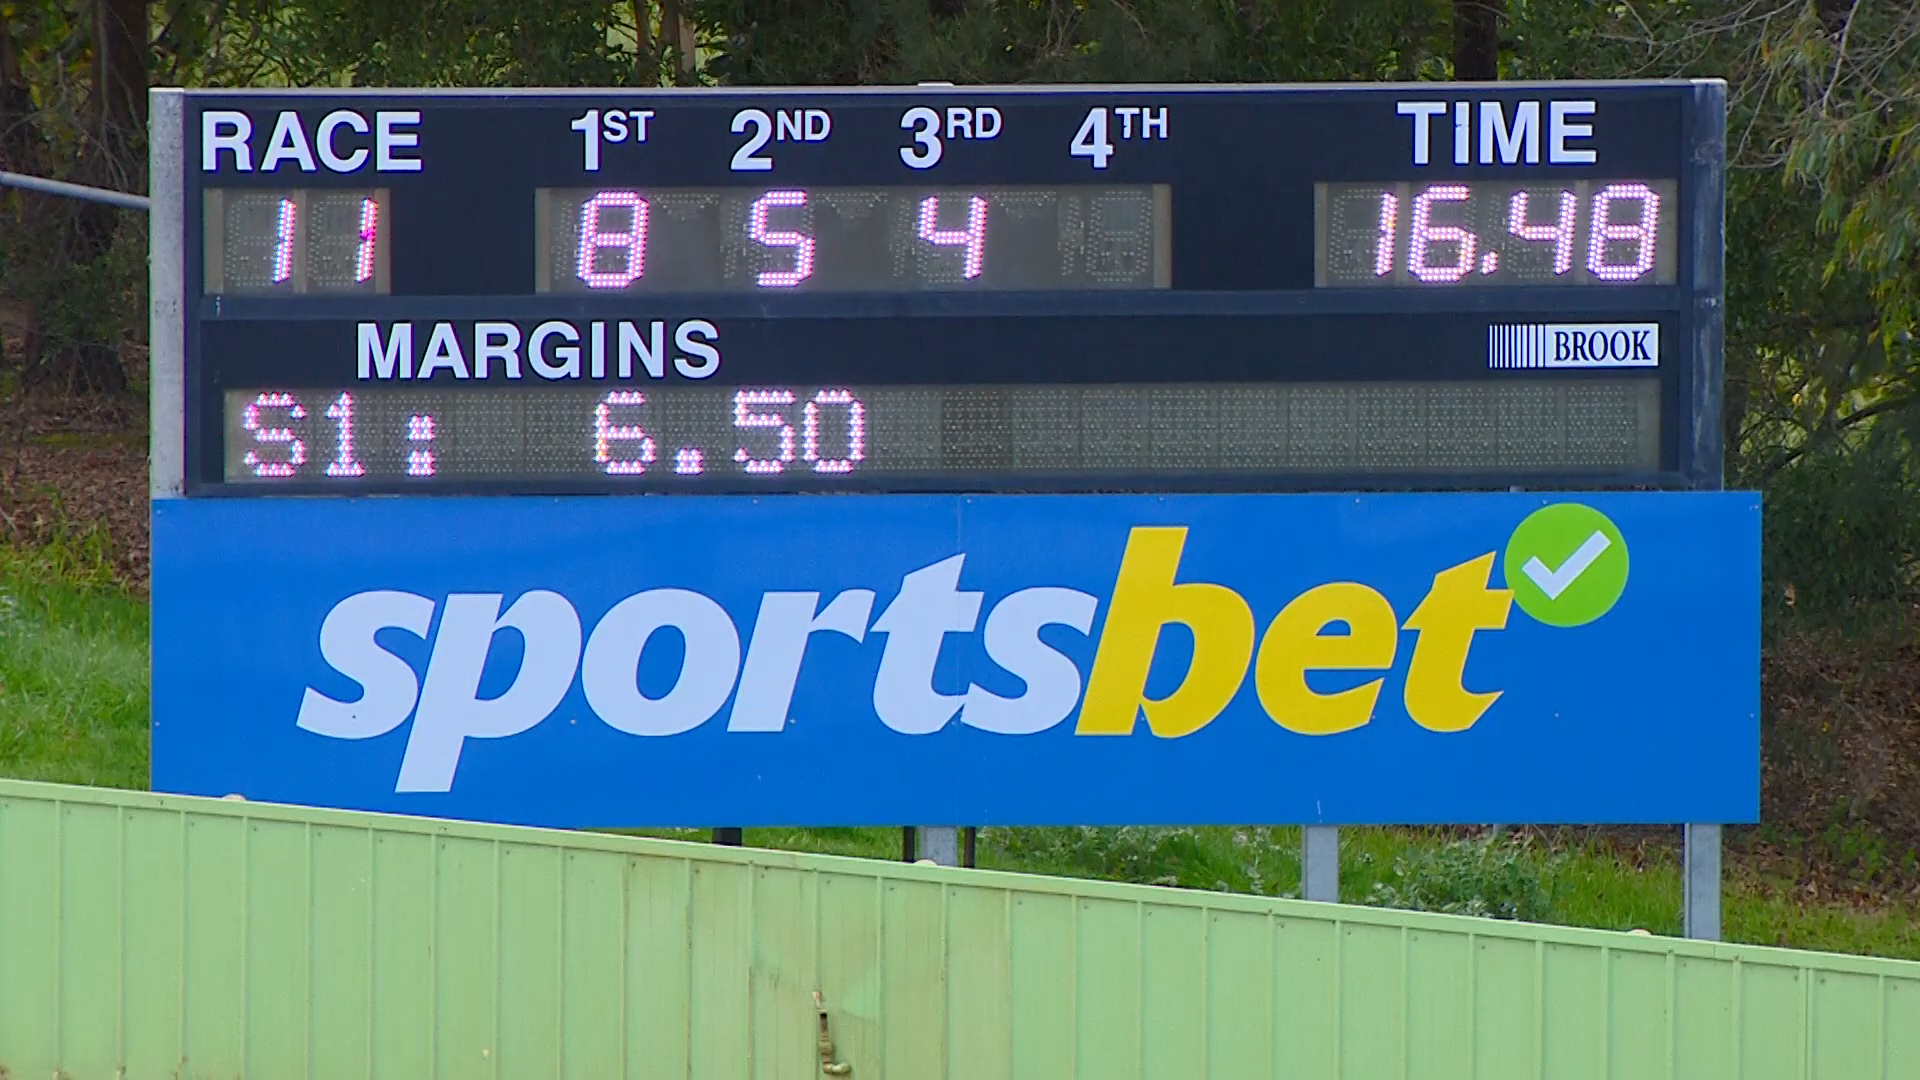 RACE 1ST 2ND 3RD 4TH TIME
11 8 5 4 16.48
MARGINS BROOK
S1: 6.50
sportsbet